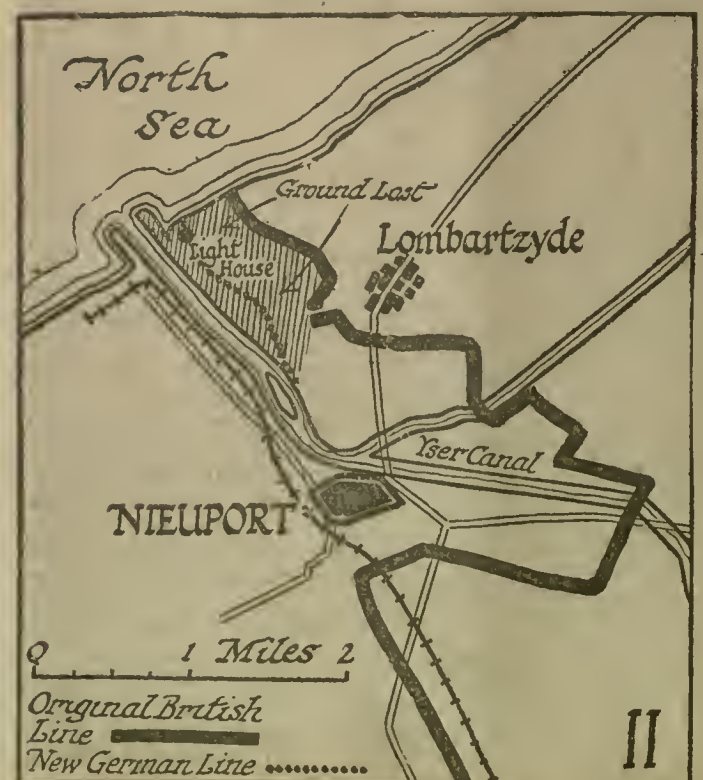 North
Sea
Ground Lost
Light
House
Lombartzyde
Yser Canal
NIEUPORT
0 1 Miles 2
Original British
Line
New German Line
II